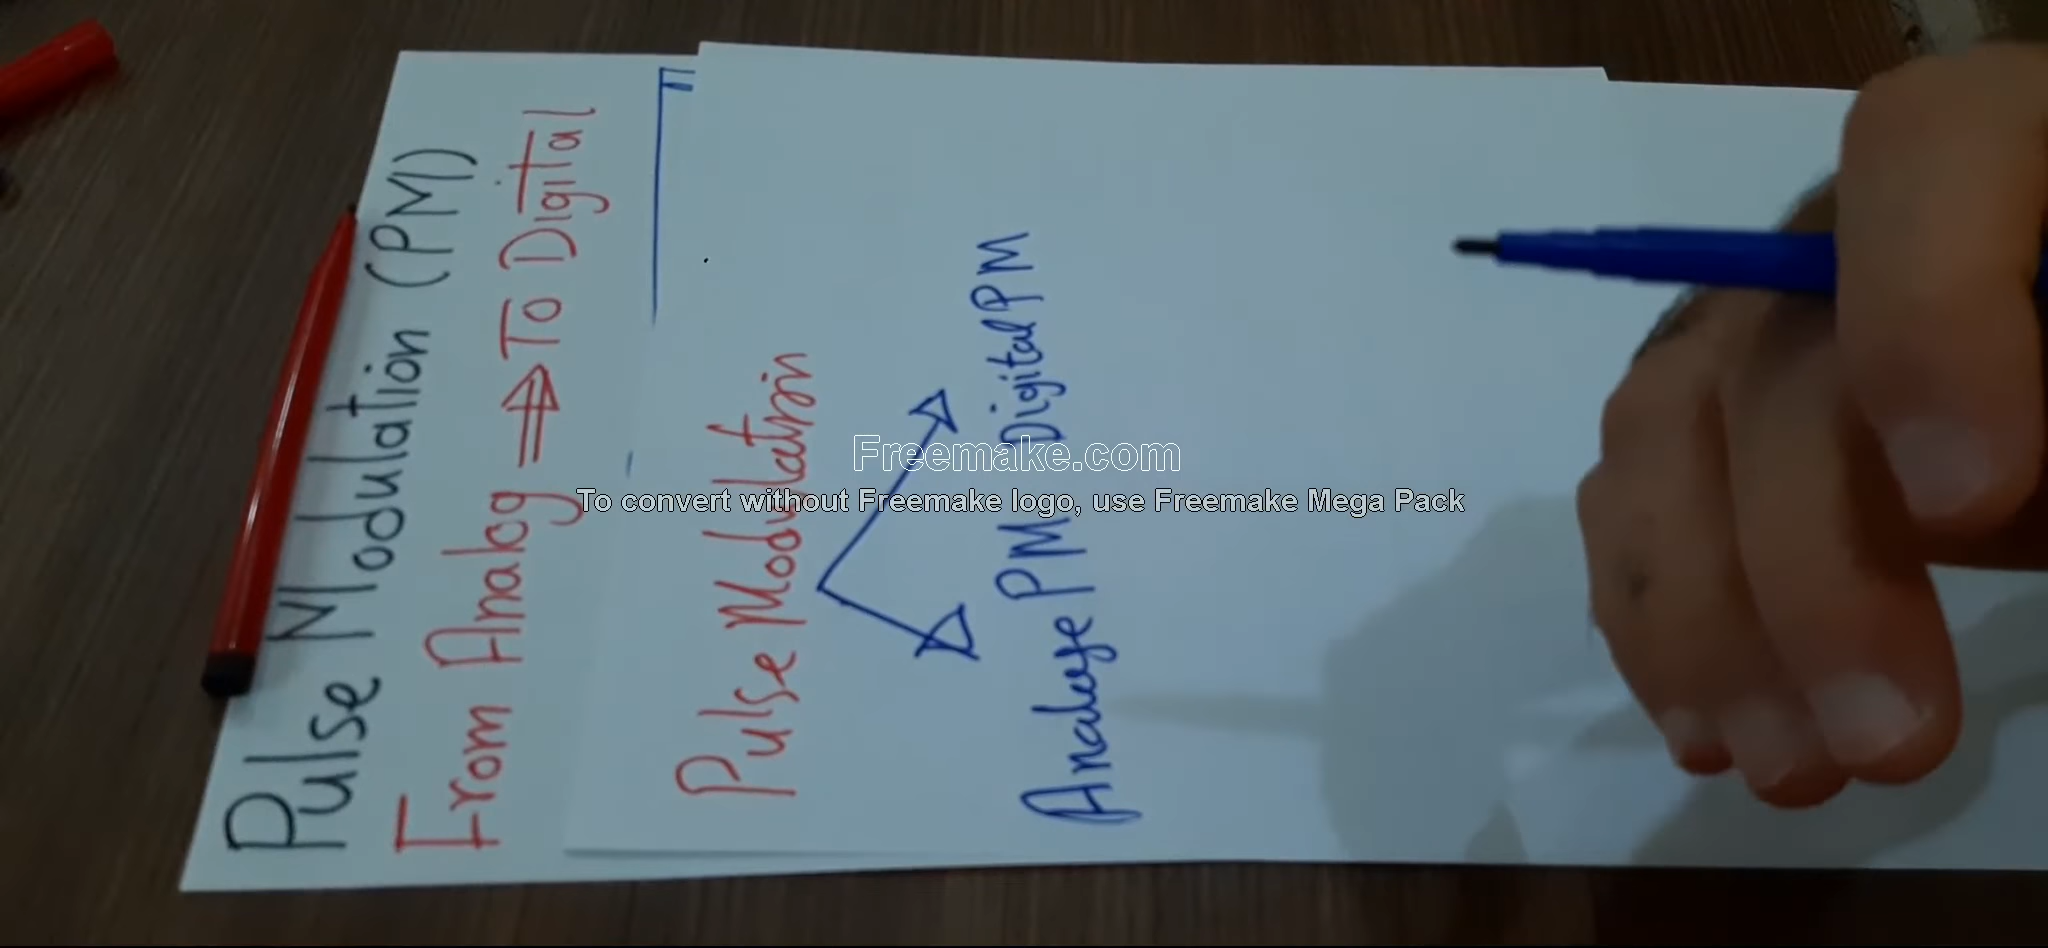 Pulse Modulation (PM)
From Analog ⇒ To Digital
Pulse Modulation
Analuge PM Digital PM
Freemake.com
To convert without Freemake logo, use Freemake Mega Pack